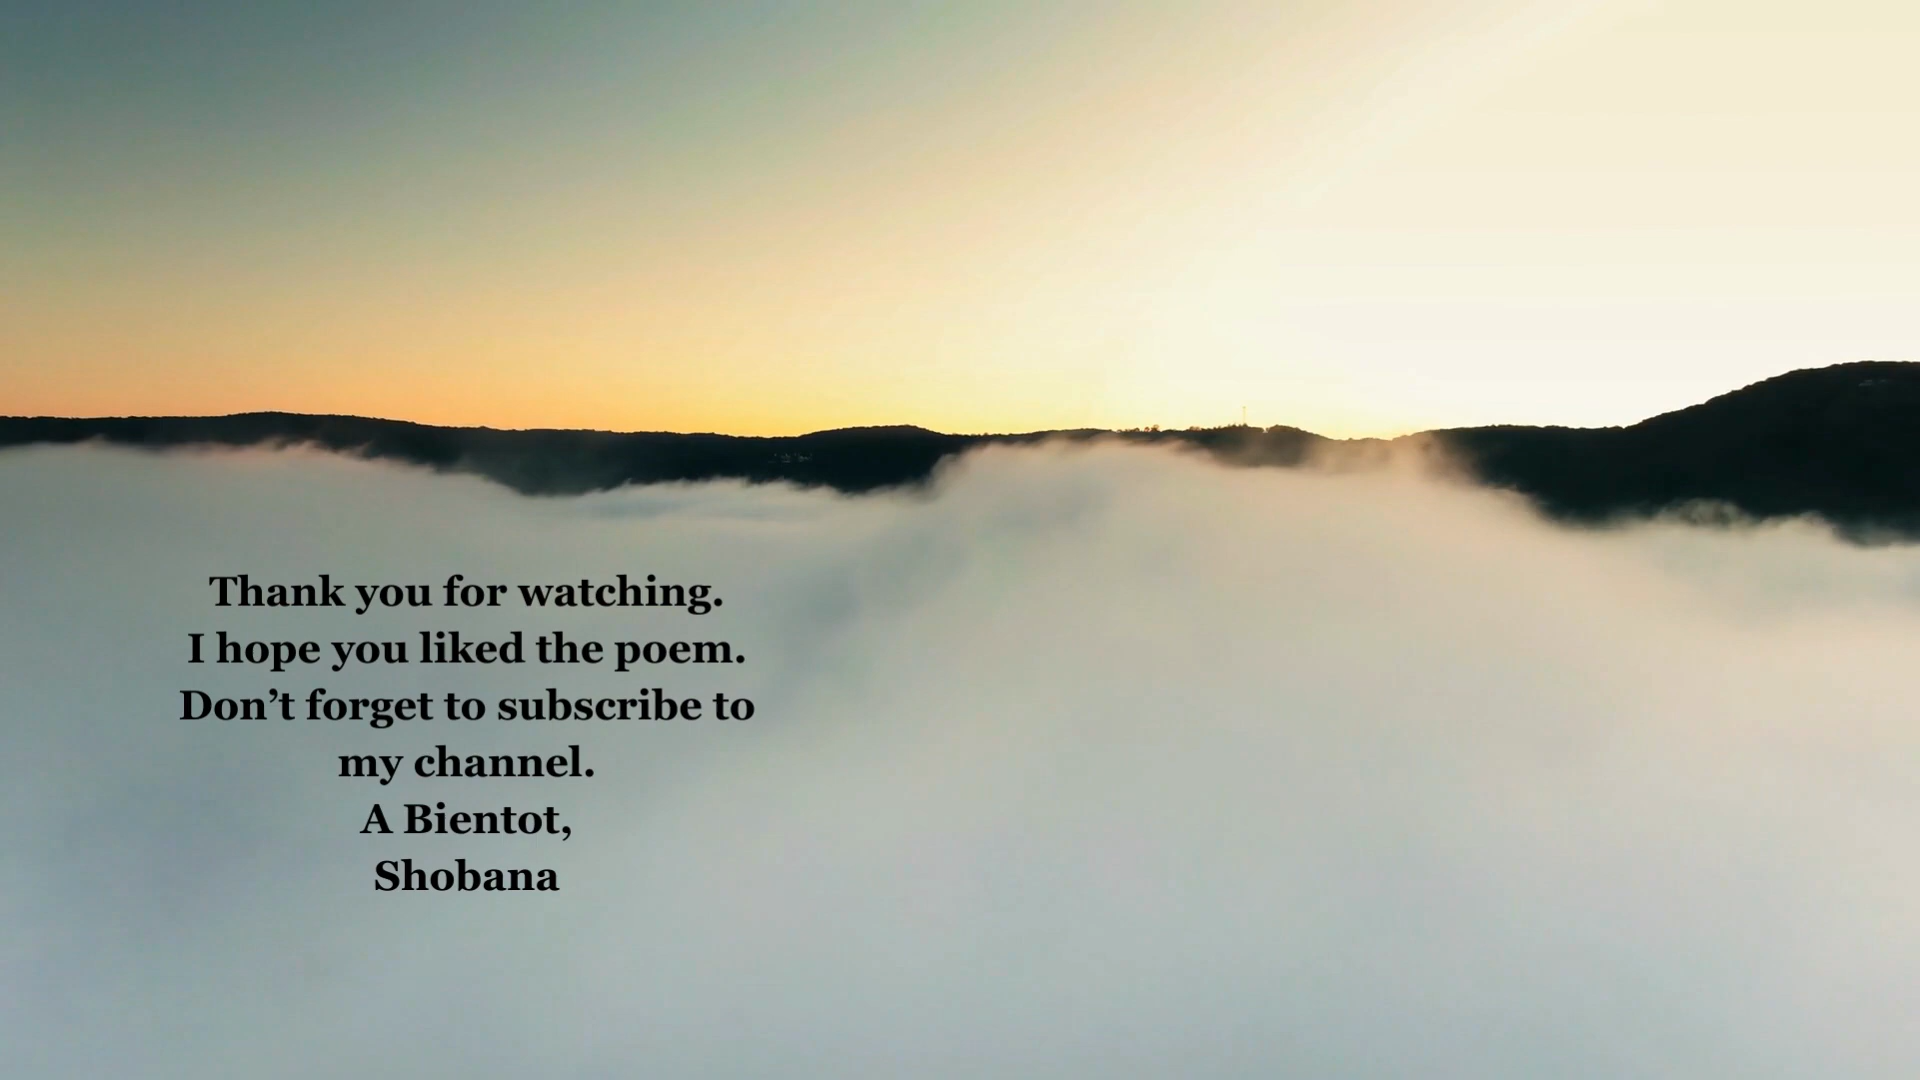 Thank you for watching.
I hope you liked the poem.
Don’t forget to subscribe to
my channel.
A Bientot,
Shobana